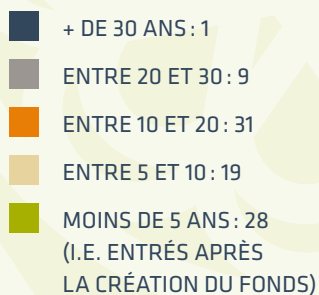 + DE 30 ANS : 1
ENTRE 20 ET 30 : 9
ENTRE 10 ET 20 : 31
ENTRE 5 ET 10 : 19
MOINS DE 5 ANS : 28
(I.E. ENTRÉS APRÈS
LA CRÉATION DU FONDS)